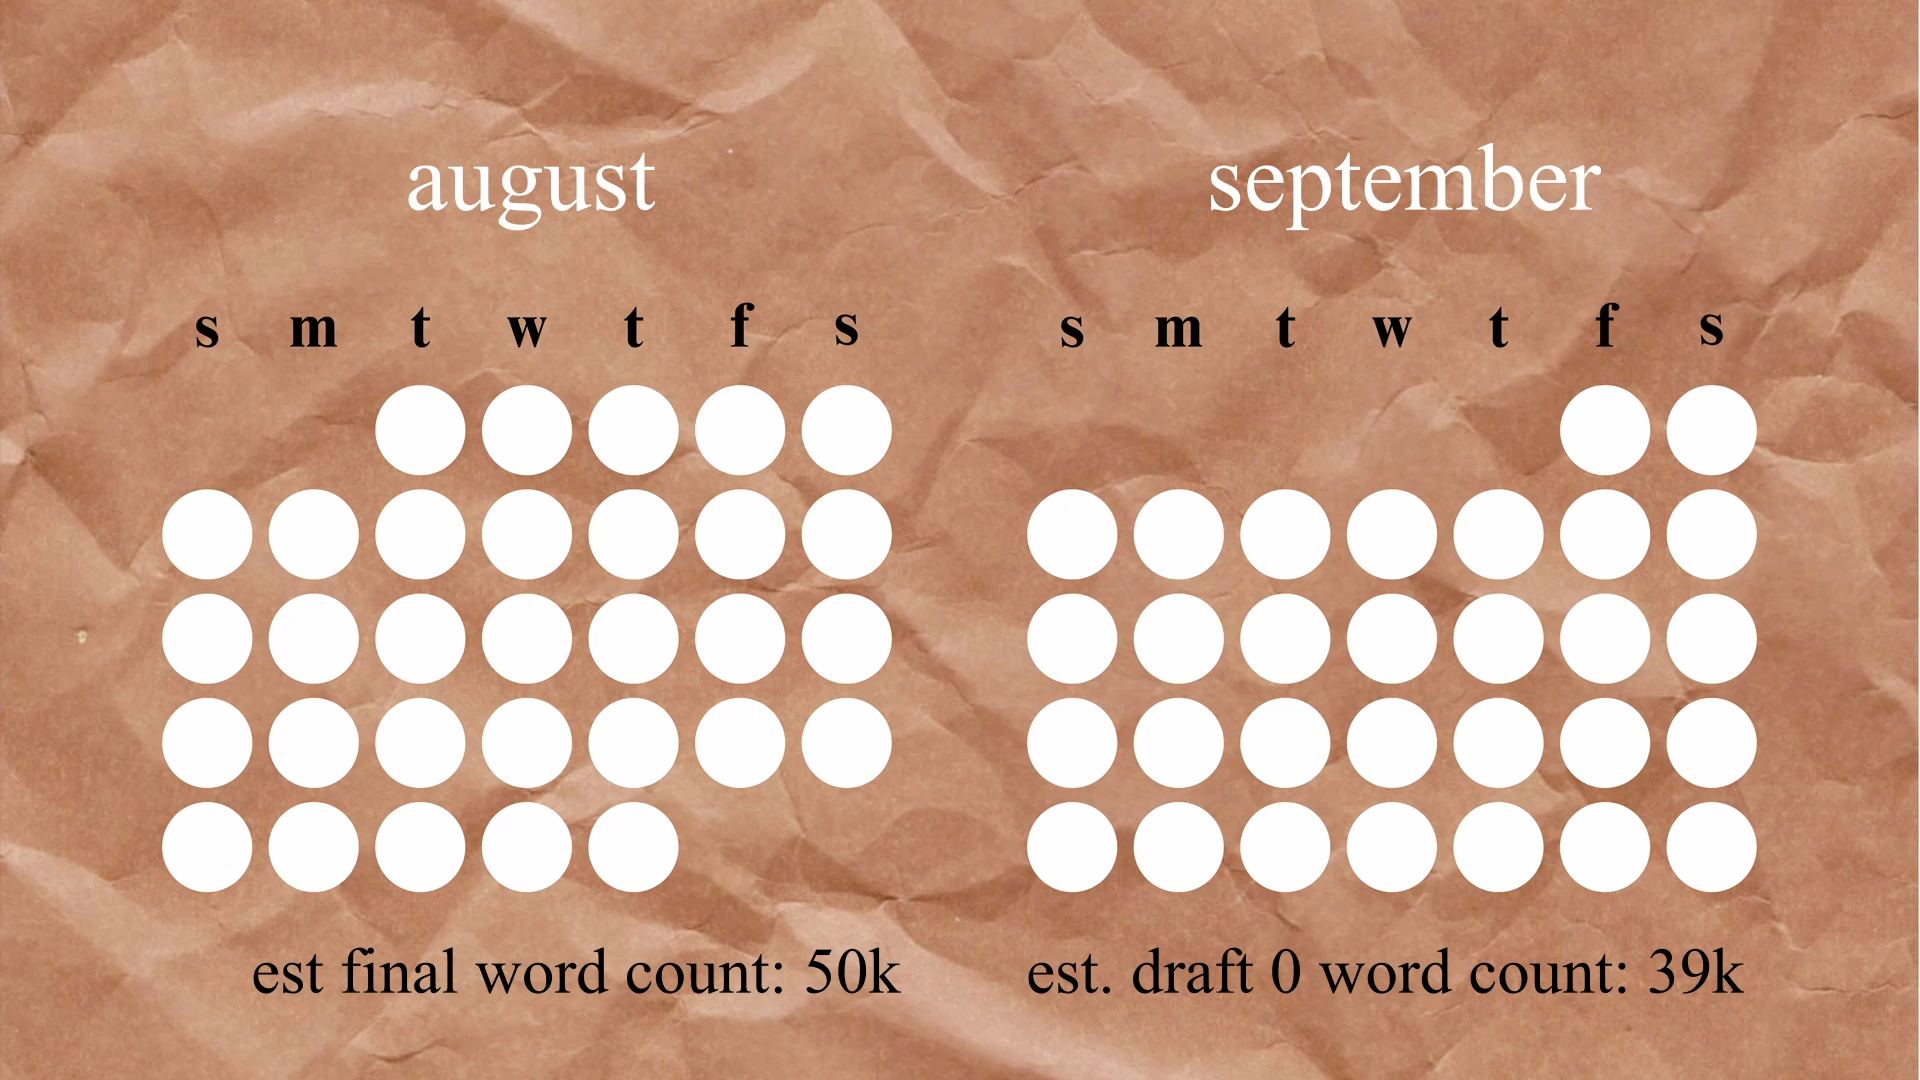 august
s m t w t f s
est final word count: 50k
september
s m t w t f s
est. draft 0 word count: 39k